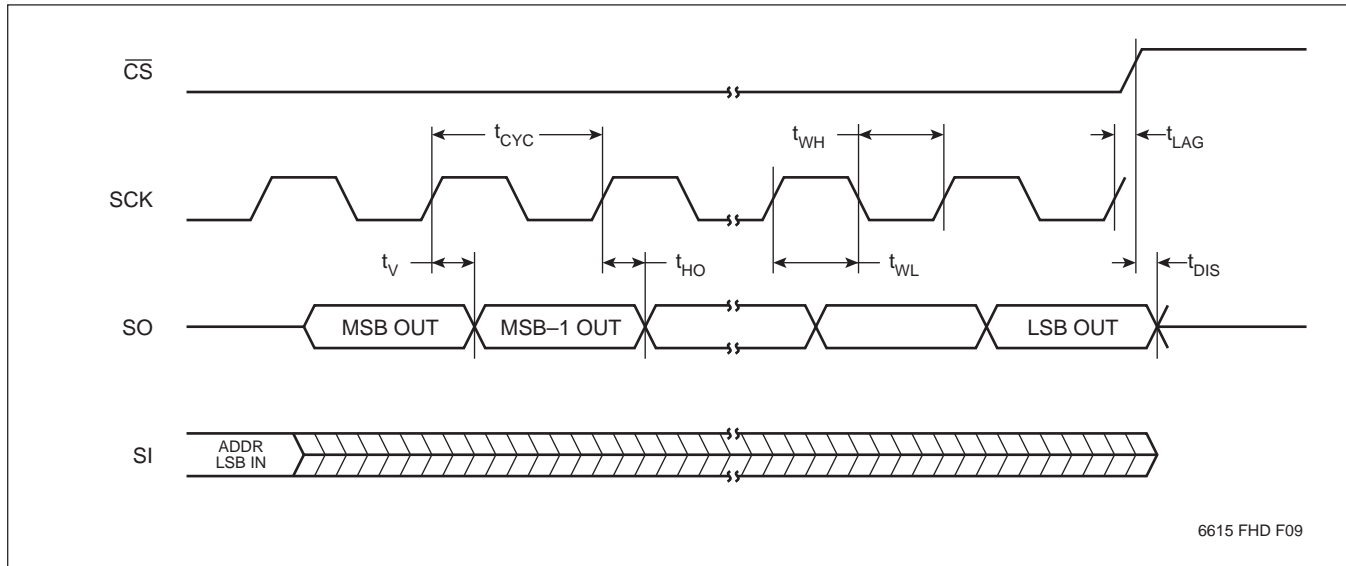 CS
tCYC
tWH
tLAG
SCK
tV
tHO
tWL
tDIS
SO
MSB OUT
MSB–1 OUT
LSB OUT
SI
ADDR
LSB IN
6615 FHD F09